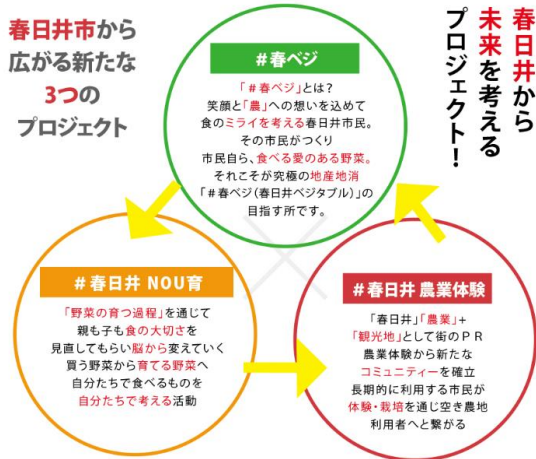 春日井市から
広がる新たな
3つの
プロジェクト
春日井から
未来を考える
プロジェクト！
#春ベジ
「#春ベジ」とは？
笑顔と「農」への想いを込めて
食のミライを考える春日井市民。
その市民がつくり
市民自ら、食べる愛のある野菜。
それこそが究極の地産地消
「#春ベジ(春日井ベジタブル)」の
目指す所です。
#春日井 NOU育
「野菜の育つ過程」を通じて
親も子も食の大切さを
見直してもらい脳から変えていく
買う野菜から育てる野菜へ
自分たちで食べるものを
自分たちで考える活動
#春日井 農業体験
「春日井」「農業」+
「観光地」として街のPR
農業体験から新たな
コミュニティーを確立
長期的に利用する市民が
体験・栽培を通じ空き農地
利用者へと繋がる